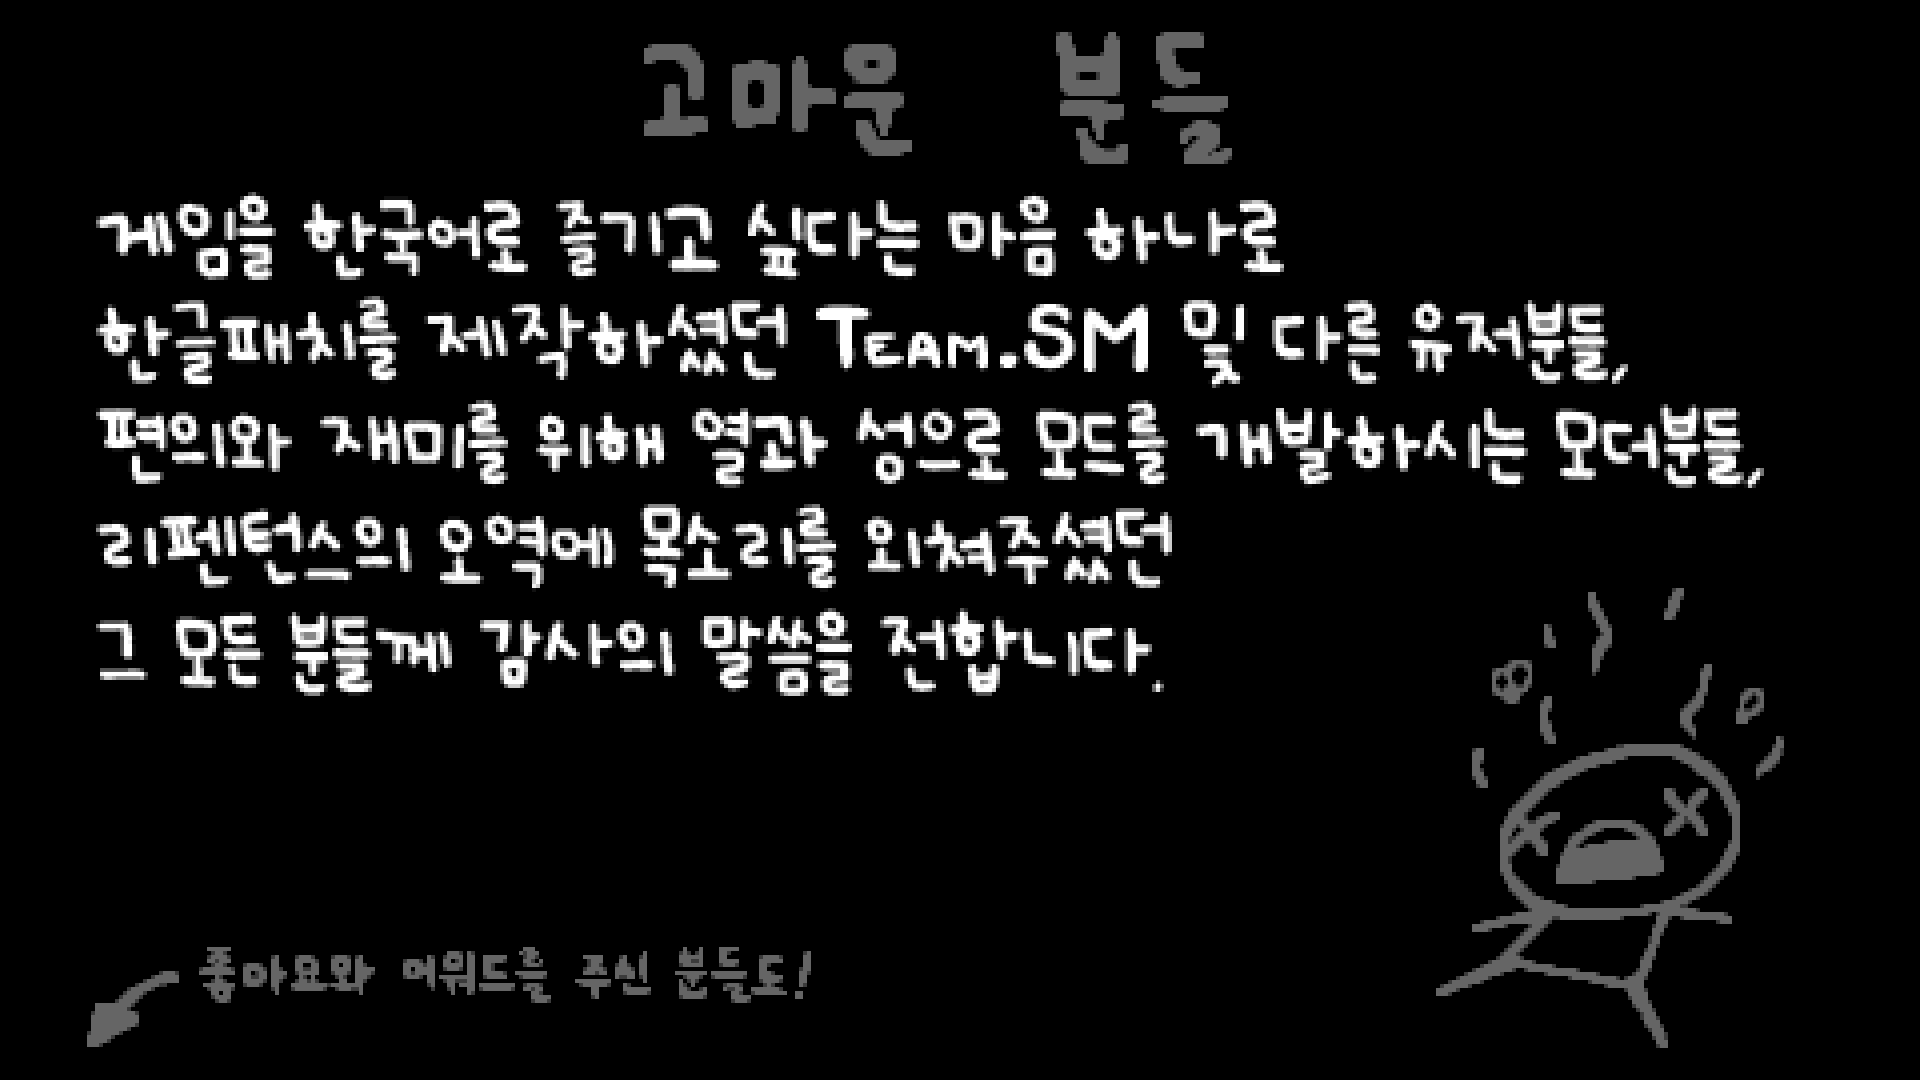 고마운 분들
게임을 한국어로 즐기고 싶다는 마음 하나로
한글패치를 제작하셨던 TEAM.SM 및 다른 유저분들,
편의와 재미를 위해 열과 성으로 모드를 개발하시는 모더분들,
리펜턴스의 오역에 목소리를 외쳐주셨던
그 모든 분들께 감사의 말씀을 전합니다.
좋아요와 어워드를 주신 분들도!